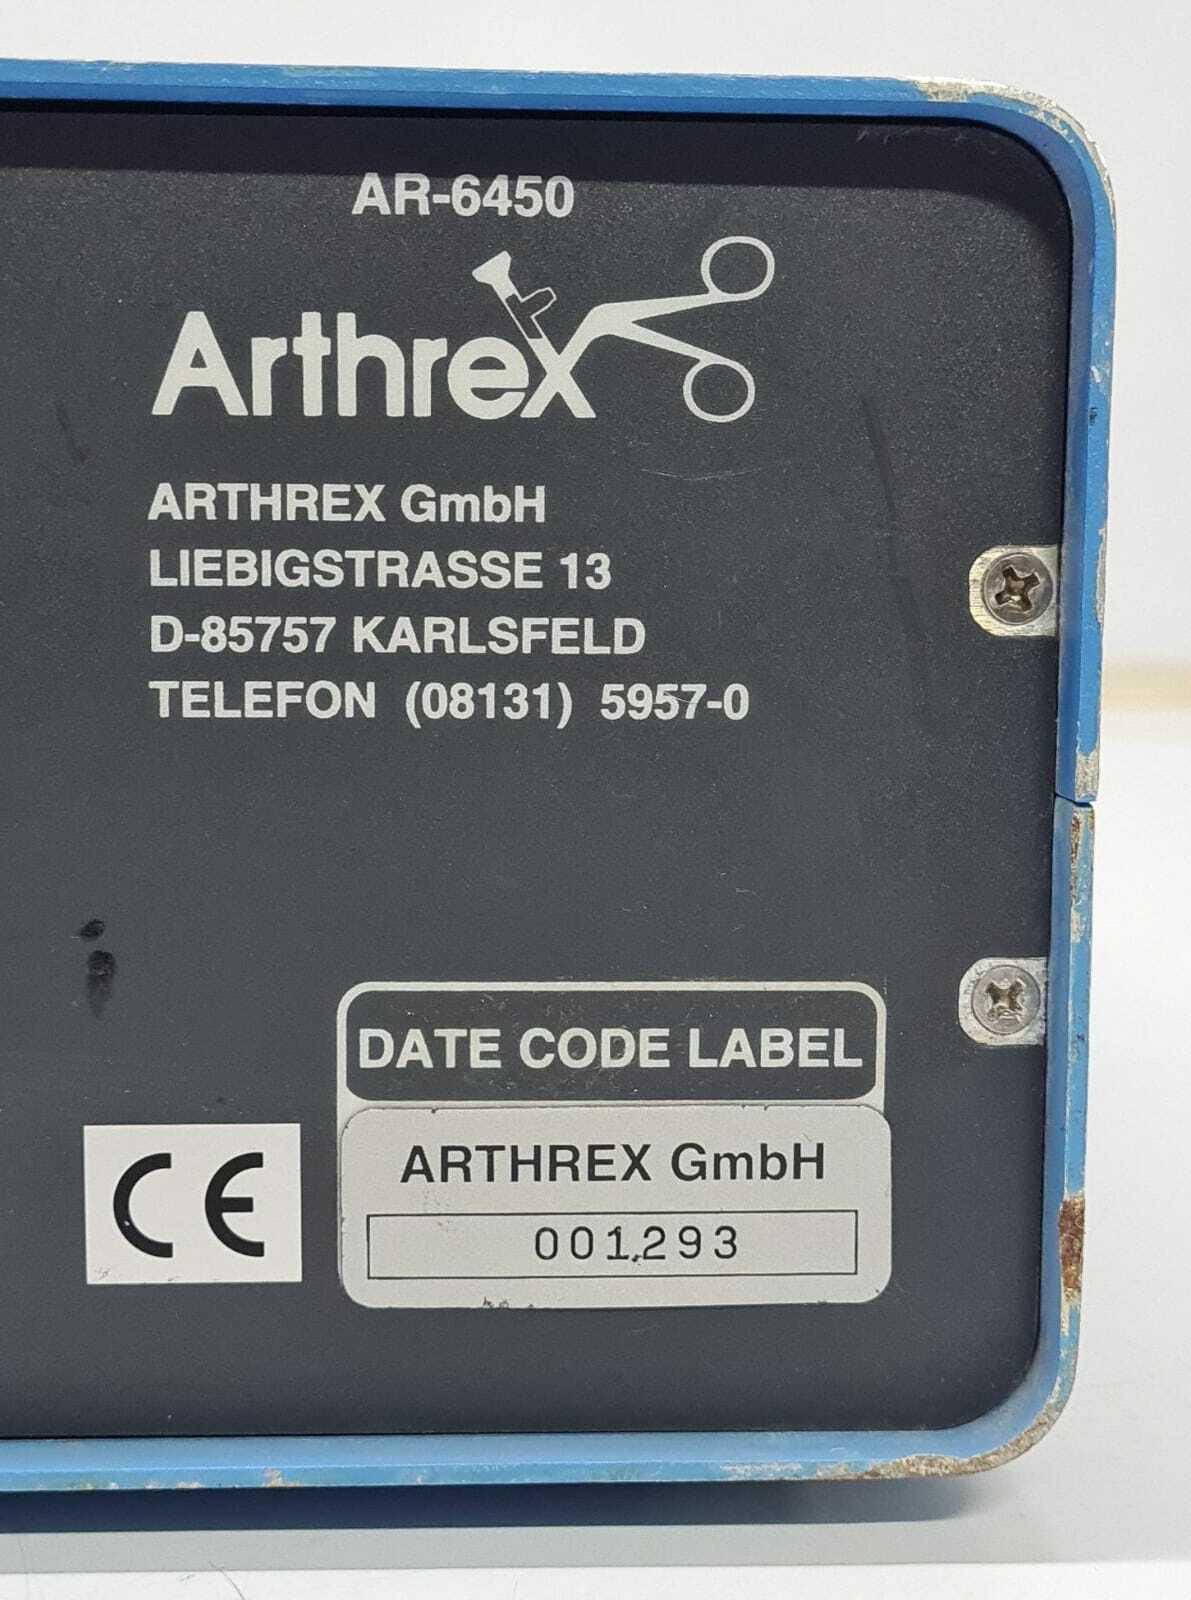 AR-6450
Arthrex
ARTHREX GmbH
LIEBIGSTRASSE 13
D-85757 KARLSFELD
TELEFON (08131) 5957-0
DATE CODE LABEL
CE
ARTHREX GmbH
001293